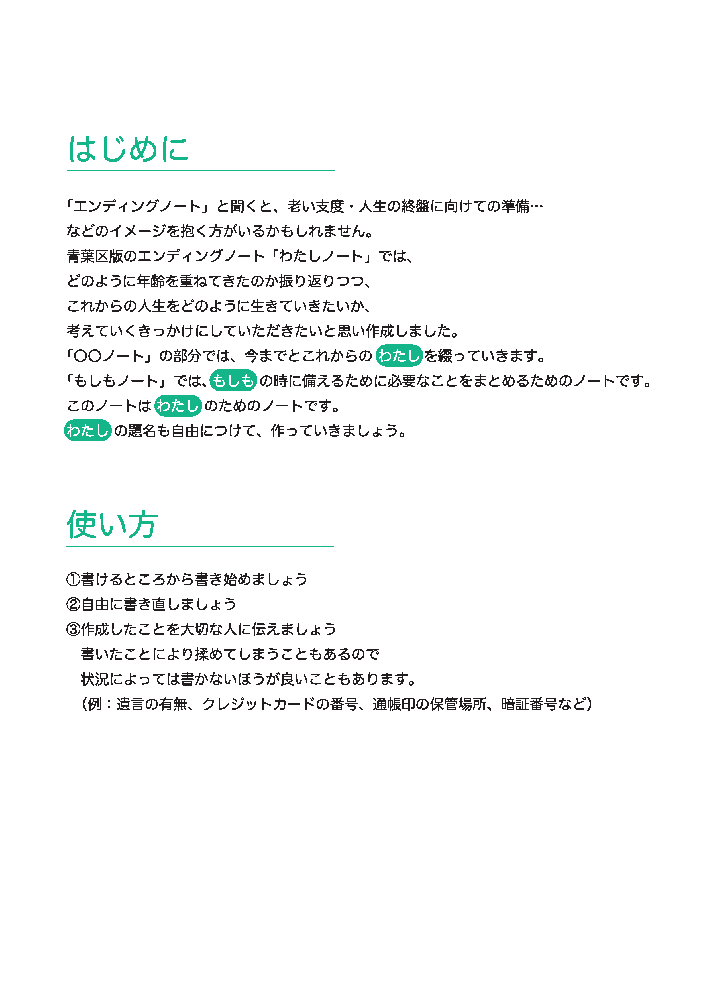 はじめに
「エンディングノート」と聞くと、老い支度・人生の終盤に向けての準備…
などのイメージを抱く方がいるかもしれません。
青葉区版のエンディングノート「わたしノート」では、
どのように年齢を重ねてきたのか振り返りつつ、
これからの人生をどのように生きていきたいか、
考えていくきっかけにしていただきたいと思い作成しました。
「〇〇ノート」の部分では、今までとこれからの わたし を綴っていきます。
「もしもノート」では、もしも の時に備えるために必要なことをまとめるためのノートです。
このノートは わたし のためのノートです。
わたし の題名も自由につけて、作っていきましょう。
使い方
①書けるところから書き始めましょう
②自由に書き直しましょう
③作成したことを大切な人に伝えましょう
書いたことにより揉めてしまうこともあるので
状況によっては書かないほうが良いこともあります。
（例：遺言の有無、クレジットカードの番号、通帳印の保管場所、暗証番号など）